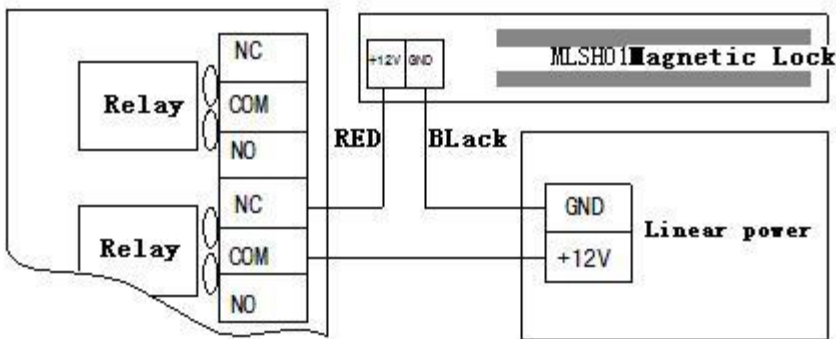 NC
Relay
COM
NO
NC
Relay
COM
NO
+12V GND
MLSH01Magnetic Lock
RED
BLack
GND
+12V
Linear power